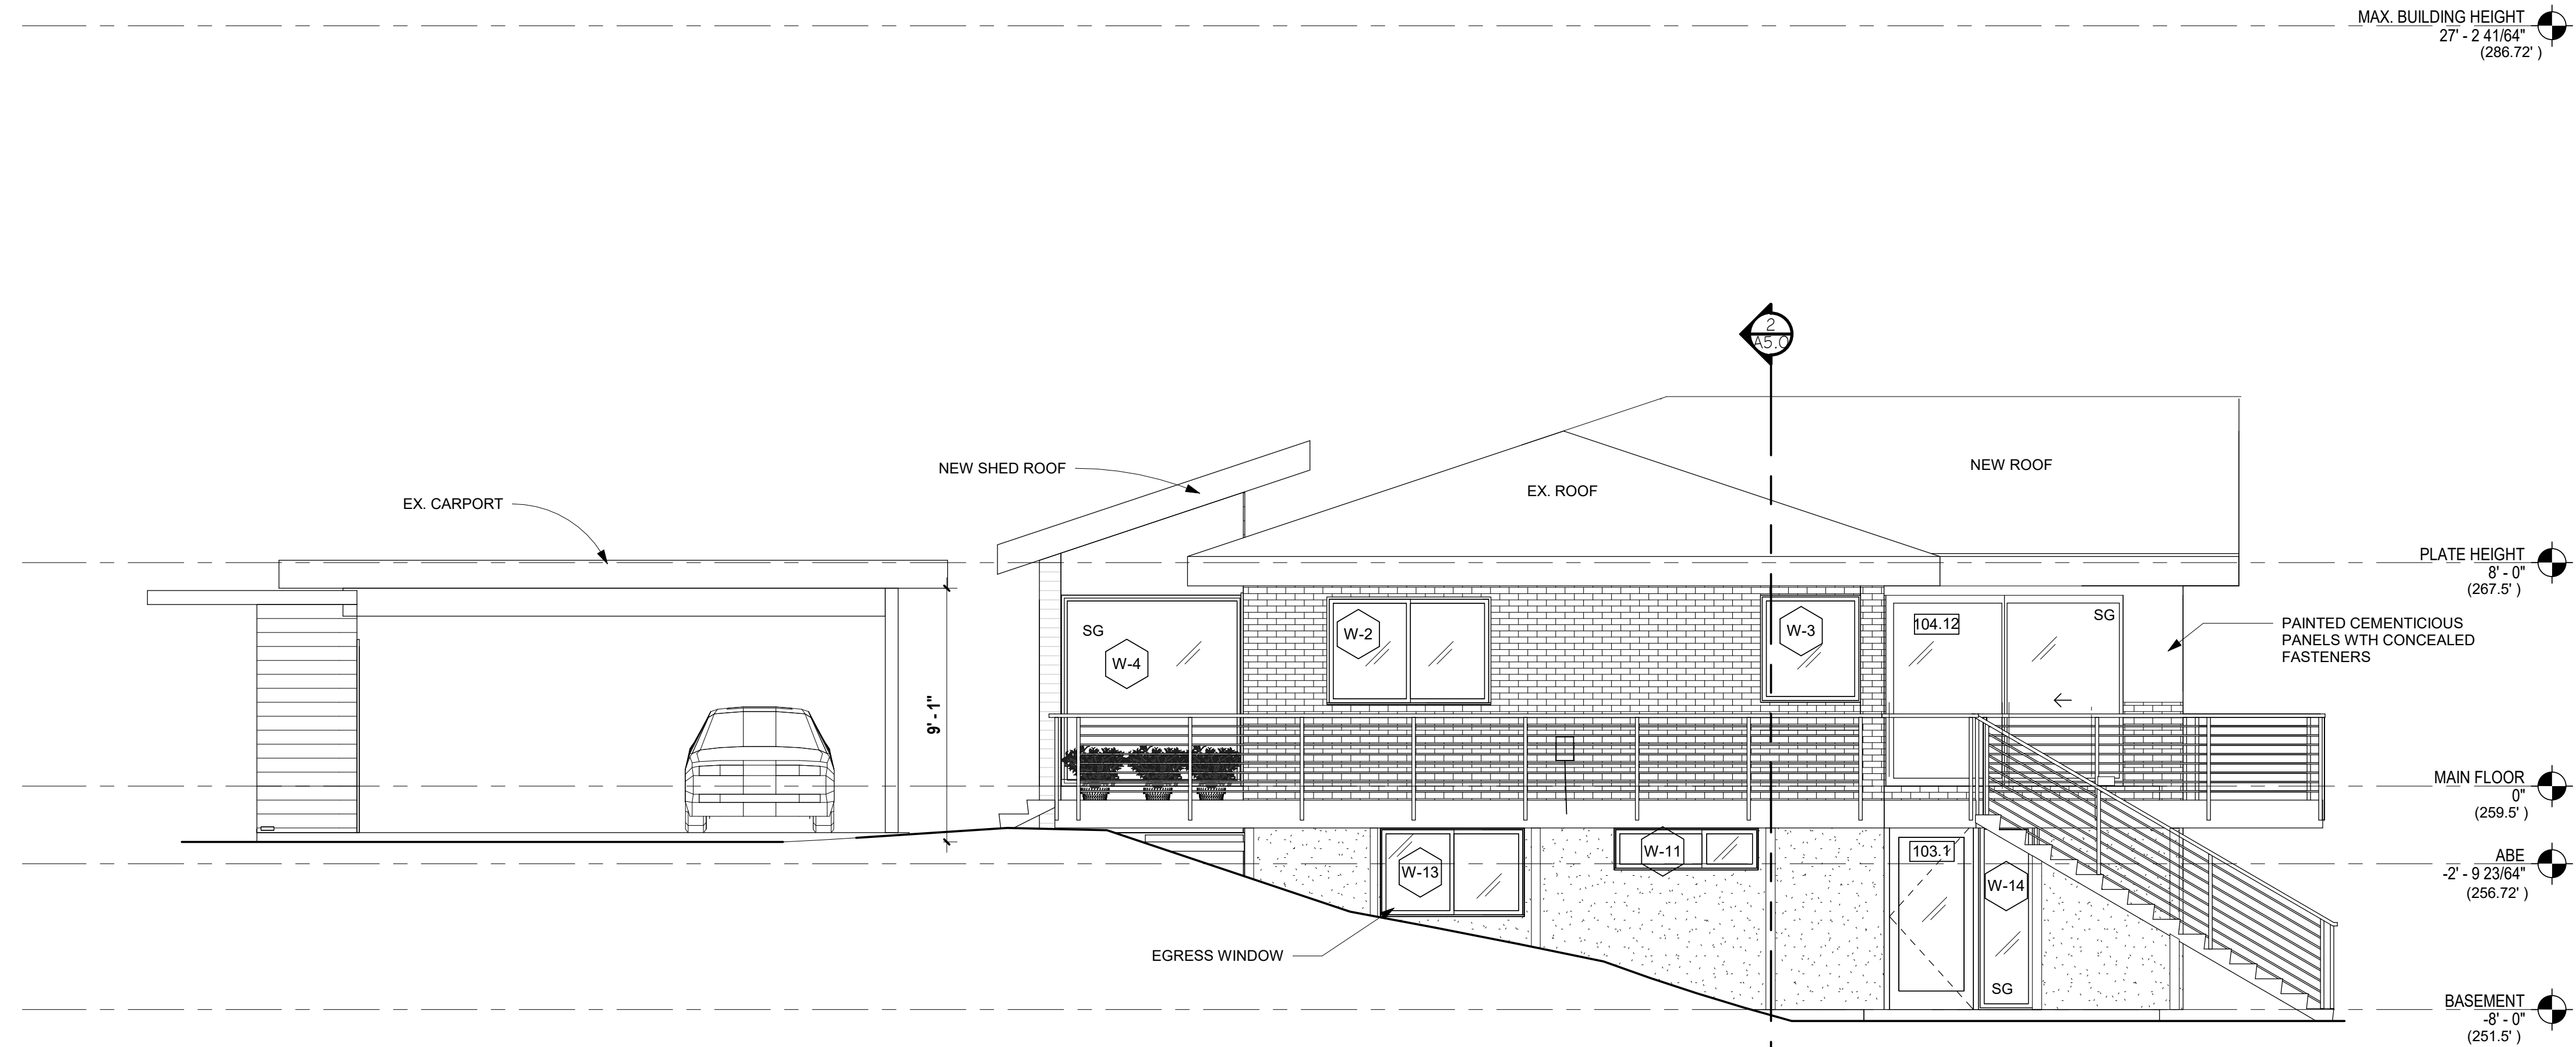 MAX. BUILDING HEIGHT
27' - 2 41/64"
(286.72' )
2
A5.0
NEW SHED ROOF
NEW ROOF
EX. ROOF
EX. CARPORT
PLATE HEIGHT
8' - 0"
(267.5' )
SG
W-4
W-2
W-3
104.12
SG
PAINTED CEMENTICIOUS
PANELS WTH CONCEALED
FASTENERS
9' - 1"
MAIN FLOOR
0"
(259.5' )
W-13
W-11
103.1
W-14
SG
ABE
-2' - 9 23/64"
(256.72' )
EGRESS WINDOW
BASEMENT
-8' - 0"
(251.5' )